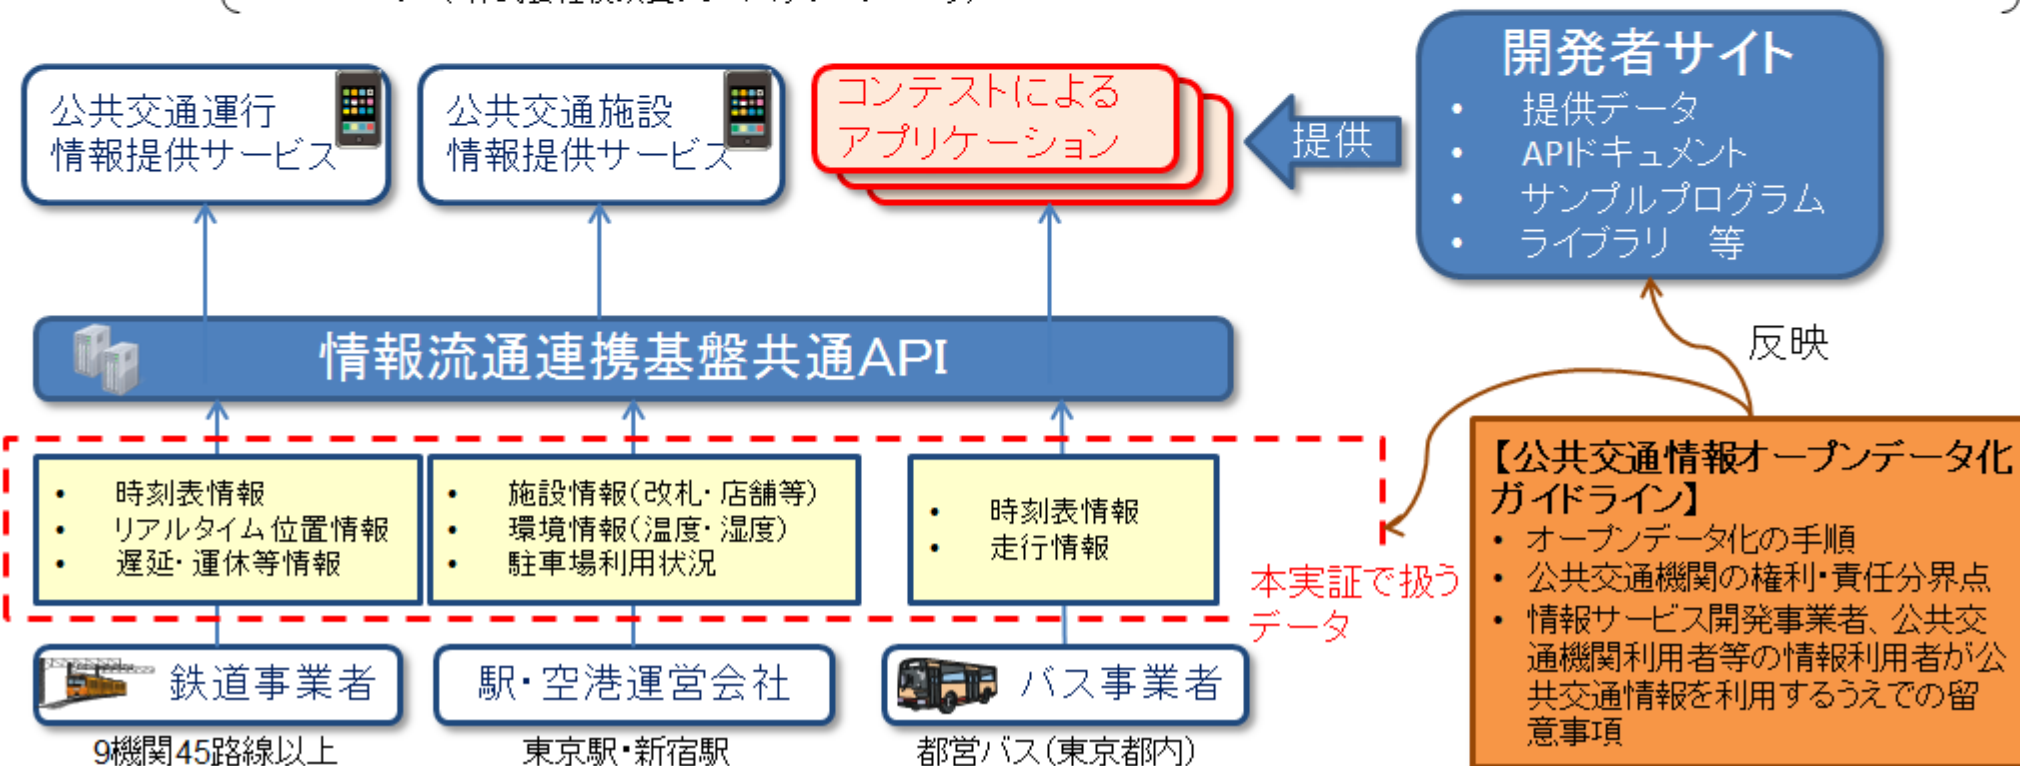 開発者サイト
• 提供データ
• APIドキュメント
• サンプルプログラム
• ライブラリ 等
公共交通運行
情報提供サービス
公共交通施設
情報提供サービス
コンテストによる
アプリケーション
提供
情報流通連携基盤共通API
反映
• 時刻表情報
• リアルタイム位置情報
• 遅延・運休等情報
• 施設情報(改札・店舗等)
• 環境情報(温度・湿度)
• 駐車場利用状況
• 時刻表情報
• 走行情報
本実証で扱う
データ
【公共交通情報オープンデータ化
ガイドライン】
• オープンデータ化の手順
• 公共交通機関の権利・責任分界点
• 情報サービス開発事業者、公共交
通機関利用者等の情報利用者が公
共交通情報を利用するうえでの留
意事項
鉄道事業者
駅・空港運営会社
バス事業者
9機関45路線以上
東京駅・新宿駅
都営バス(東京都内)